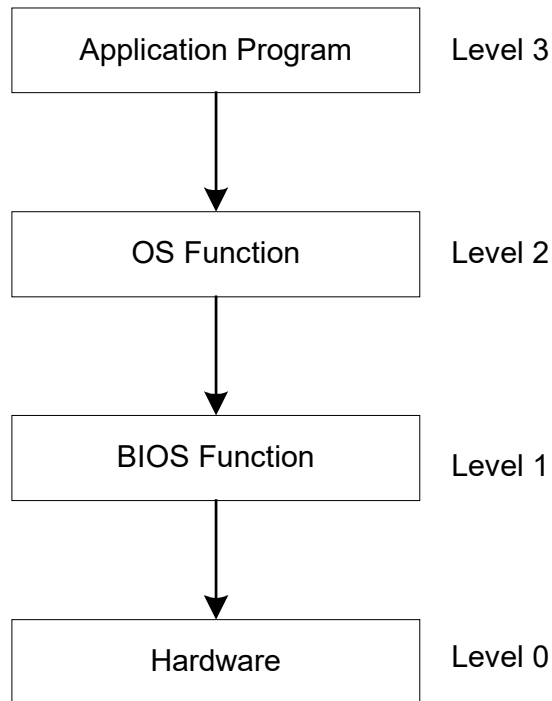 Application Program Level 3
OS Function Level 2
BIOS Function Level 1
Hardware Level 0